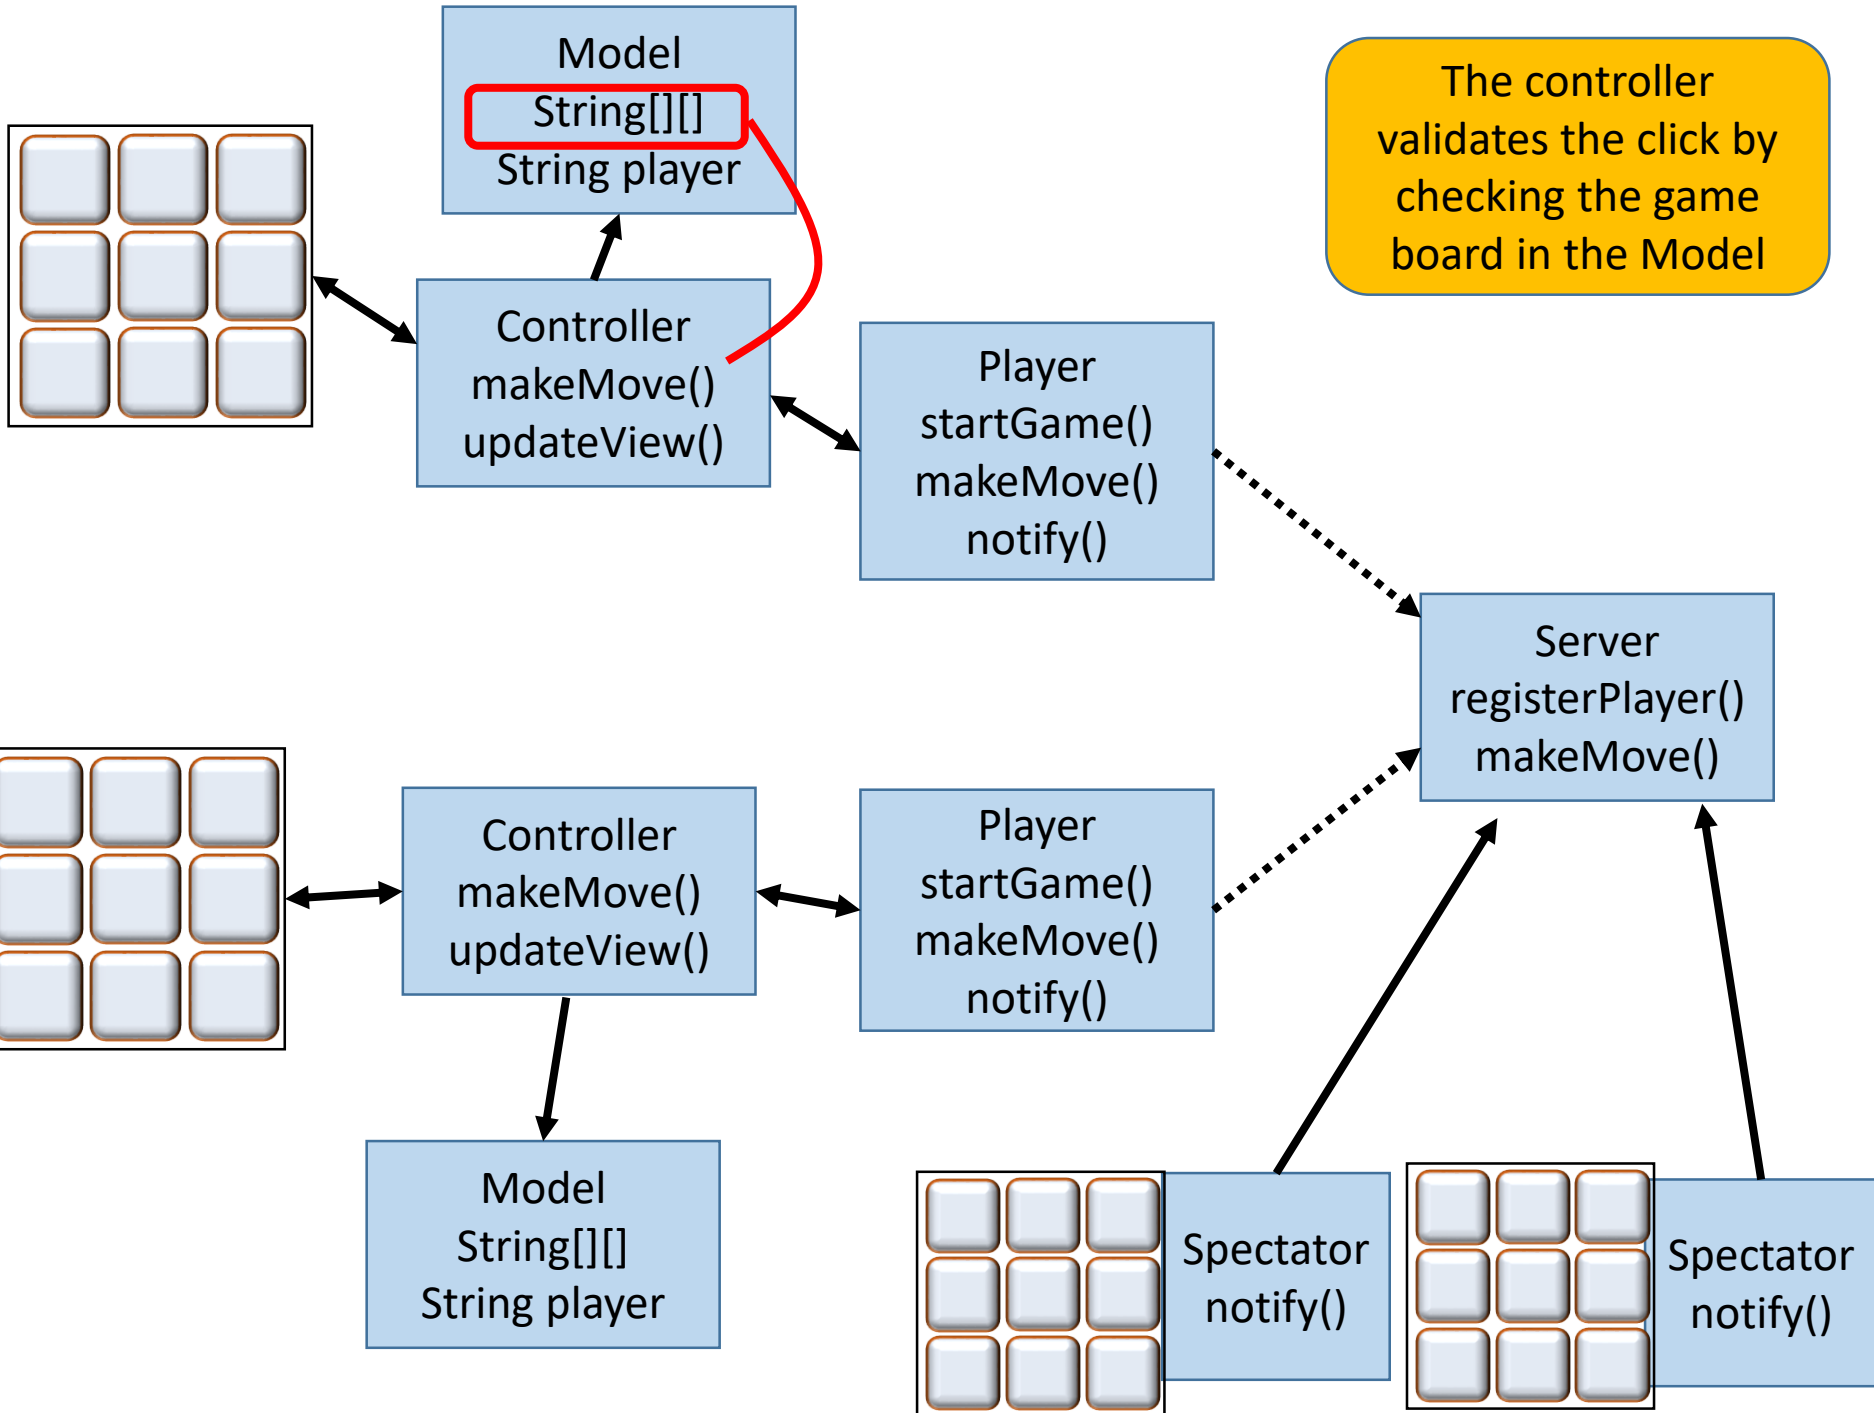 Model
String[][]
String player
The controller
validates the click by
checking the game
board in the Model
Controller
makeMove()
updateView()
Player
startGame()
makeMove()
notify()
Server
registerPlayer()
makeMove()
Controller
makeMove()
updateView()
Player
startGame()
makeMove()
notify()
Model
String[][]
String player
Spectator
notify()
Spectator
notify()